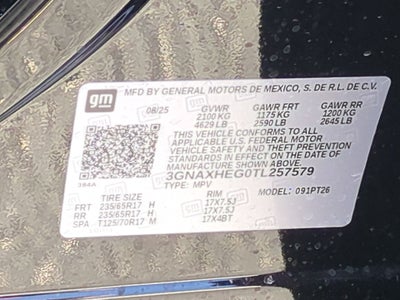 gm
MFD BY GENERAL MOTORS DE MEXICO, S. DE R.L. DE C.V.
08/25 GVWR GAWR FRT GAWR RR
2100 KG 1175 KG 1200 KG
4629 LB 2590 LB 2645 LB
THIS VEHICLE CONFORMS TO ALL
APPLICABLE U.S. FEDERAL MOTOR
VEHICLE SAFETY AND THEFT PREVENTION
STANDARDS IN EFFECT ON THE DATE OF
MANUFACTURE SHOWN ABOVE.
3GNAXHEG0TL257579
TYPE: MPV
384A
TIRE SIZE RIM MODEL: 091PT26
FRT 235/65R17 H 17X7.5J
RR 235/65R17 H 17X7.5J
SPA T125/70R17 M 17X4BT